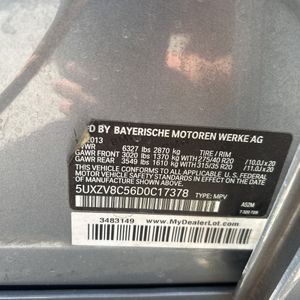 MFD BY BAYERISCHE MOTOREN WERKE AG
2013
GVWR 6327 lbs 2870 kg TIRE / RIM
GAWR FRONT 3020 lbs 1370 kg WITH 275/40 R20 /10.0J x 20
GAWR REAR 3549 lbs 1610 kg WITH 315/35 R20 /11.0J x 20
THIS VEHICLE CONFORMS TO ALL APPLICABLE U.S. FEDERAL
MOTOR VEHICLE SAFETY STANDARDS IN EFFECT ON THE
DATE OF MANUFACTURE SHOWN ABOVE.
5UXZV8C56D0C17378 TYPE: MPV
A52M
3483149 www.MyDealerLot.com